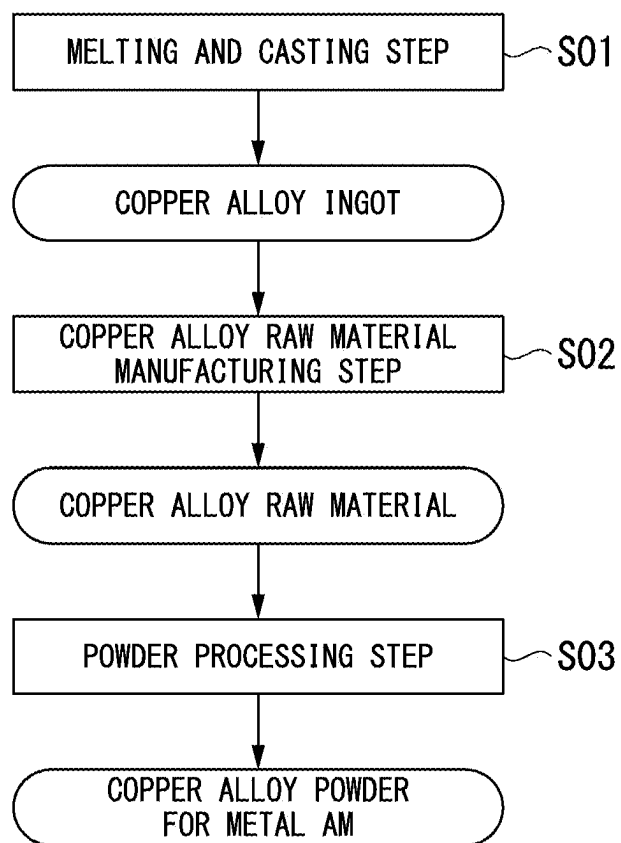 MELTING AND CASTING STEP
S01
COPPER ALLOY INGOT
COPPER ALLOY RAW MATERIAL
MANUFACTURING STEP
S02
COPPER ALLOY RAW MATERIAL
POWDER PROCESSING STEP
S03
COPPER ALLOY POWDER
FOR METAL AM